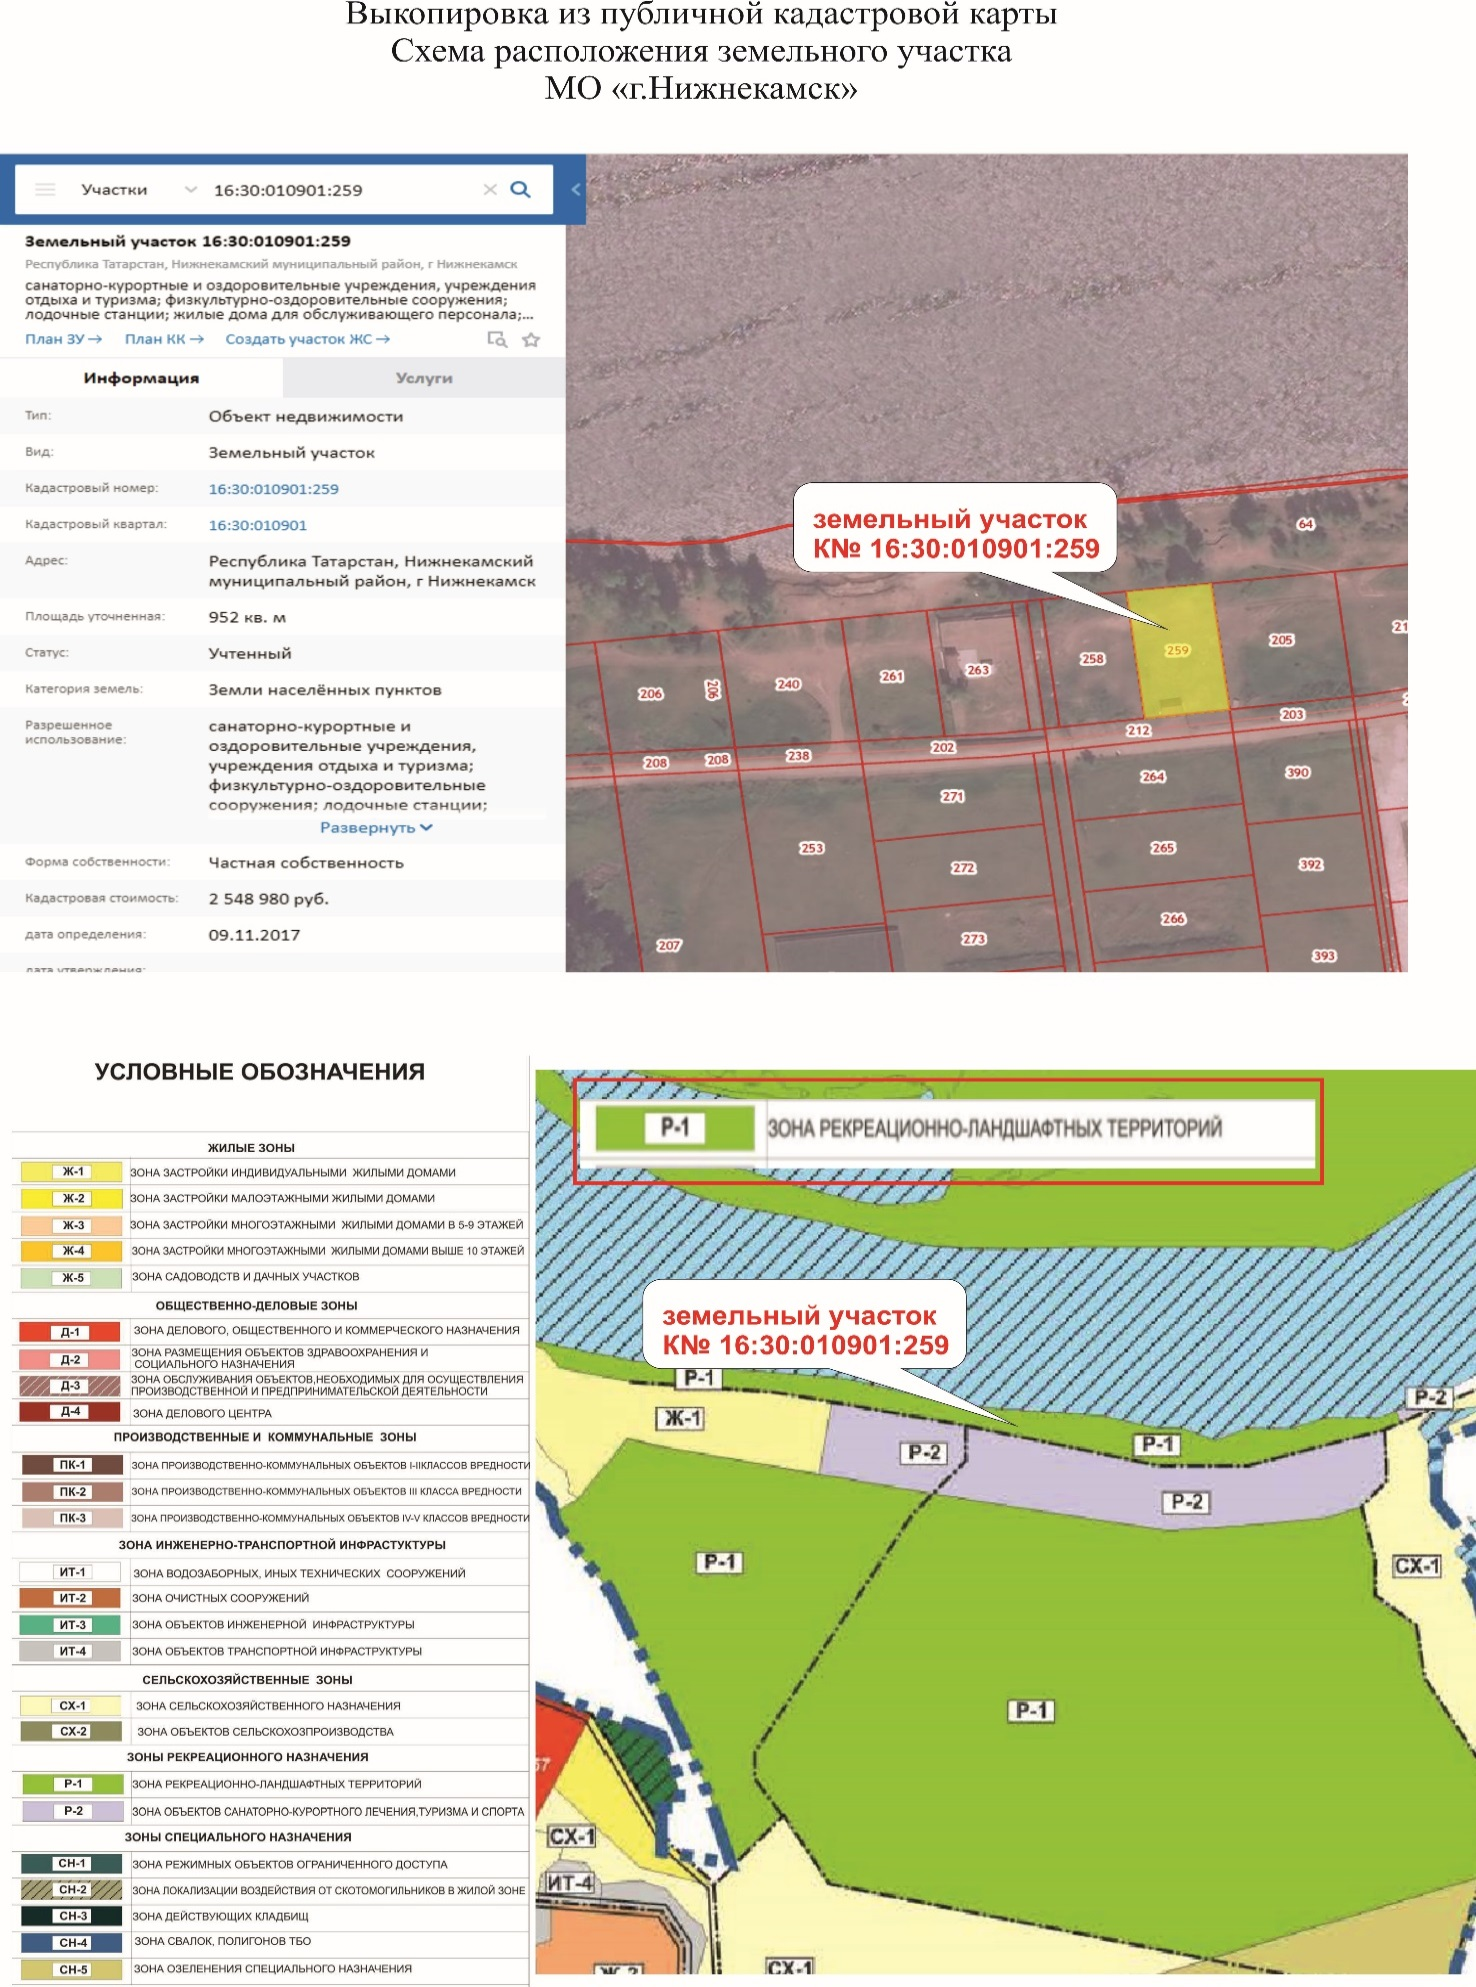 Выкопировка из публичной кадастровой карты
Схема расположения земельного участка
МО «г.Нижнекамск»
Участки
16:30:010901:259
Земельный участок 16:30:010901:259
Республика Татарстан, Нижнекамский муниципальный район, г Нижнекамск
санаторно-курортные и оздоровительные учреждения, учреждения
отдыха и туризма; физкультурно-оздоровительные сооружения;
лодочные станции; жилые дома для обслуживающего персонала;...
План ЗУ → План КК → Создать участок ЖС →
Информация Услуги
Тип: Объект недвижимости
Вид: Земельный участок
Кадастровый номер: 16:30:010901:259
Кадастровый квартал: 16:30:010901
Адрес: Республика Татарстан, Нижнекамский
муниципальный район, г Нижнекамск
Площадь уточненная: 952 кв. м
Статус: Учтенный
Категория земель: Земли населённых пунктов
Разрешенное
использование:
санаторно-курортные и
оздоровительные учреждения,
учреждения отдыха и туризма;
физкультурно-оздоровительные
сооружения; лодочные станции;
Развернуть
Форма собственности: Частная собственность
Кадастровая стоимость: 2 548 980 руб.
дата определения: 09.11.2017
дата утверждения:
земельный участок
К№ 16:30:010901:259
64
206
206
240
261
263
258
259
205
21
208
208
238
202
212
203
2
271
264
390
253
272
265
392
207
273
266
393
УСЛОВНЫЕ ОБОЗНАЧЕНИЯ
ЖИЛЫЕ ЗОНЫ
Ж-1 ЗОНА ЗАСТРОЙКИ ИНДИВИДУАЛЬНЫМИ ЖИЛЫМИ ДОМАМИ
Ж-2 ЗОНА ЗАСТРОЙКИ МАЛОЭТАЖНЫМИ ЖИЛЫМИ ДОМАМИ
Ж-3 ЗОНА ЗАСТРОЙКИ МНОГОЭТАЖНЫМИ ЖИЛЫМИ ДОМАМИ В 5-9 ЭТАЖЕЙ
Ж-4 ЗОНА ЗАСТРОЙКИ МНОГОЭТАЖНЫМИ ЖИЛЫМИ ДОМАМИ ВЫШЕ 10 ЭТАЖЕЙ
Ж-5 ЗОНА САДОВОДСТВ И ДАЧНЫХ УЧАСТКОВ
ОБЩЕСТВЕННО-ДЕЛОВЫЕ ЗОНЫ
Д-1 ЗОНА ДЕЛОВОГО, ОБЩЕСТВЕННОГО И КОММЕРЧЕСКОГО НАЗНАЧЕНИЯ
Д-2 ЗОНА РАЗМЕЩЕНИЯ ОБЪЕКТОВ ЗДРАВООХРАНЕНИЯ И
СОЦИАЛЬНОГО НАЗНАЧЕНИЯ
Д-3 ЗОНА ОБСЛУЖИВАНИЯ ОБЪЕКТОВ,НЕОБХОДИМЫХ ДЛЯ ОСУЩЕСТВЛЕНИЯ
ПРОИЗВОДСТВЕННОЙ И ПРЕДПРИНИМАТЕЛЬСКОЙ ДЕЯТЕЛЬНОСТИ
Д-4 ЗОНА ДЕЛОВОГО ЦЕНТРА
ПРОИЗВОДСТВЕННЫЕ И КОММУНАЛЬНЫЕ ЗОНЫ
ПК-1 ЗОНА ПРОИЗВОДСТВЕННО-КОММУНАЛЬНЫХ ОБЪЕКТОВ I-IIКЛАССОВ ВРЕДНОСТИ
ПК-2 ЗОНА ПРОИЗВОДСТВЕННО-КОММУНАЛЬНЫХ ОБЪЕКТОВ III КЛАССА ВРЕДНОСТИ
ПК-3 ЗОНА ПРОИЗВОДСТВЕННО-КОММУНАЛЬНЫХ ОБЪЕКТОВ IV-V КЛАССОВ ВРЕДНОСТИ
ЗОНА ИНЖЕНЕРНО-ТРАНСПОРТНОЙ ИНФРАСТУКТУРЫ
ИТ-1 ЗОНА ВОДОЗАБОРНЫХ, ИНЫХ ТЕХНИЧЕСКИХ СООРУЖЕНИЙ
ИТ-2 ЗОНА ОЧИСТНЫХ СООРУЖЕНИЙ
ИТ-3 ЗОНА ОБЪЕКТОВ ИНЖЕНЕРНОЙ ИНФРАСТРУКТУРЫ
ИТ-4 ЗОНА ОБЪЕКТОВ ТРАНСПОРТНОЙ ИНФРАСТРУКТУРЫ
СЕЛЬСКОХОЗЯЙСТВЕННЫЕ ЗОНЫ
СХ-1 ЗОНА СЕЛЬСКОХОЗЯЙСТВЕННОГО НАЗНАЧЕНИЯ
СХ-2 ЗОНА ОБЪЕКТОВ СЕЛЬСКОХОЗПРОИЗВОДСТВА
ЗОНЫ РЕКРЕАЦИОННОГО НАЗНАЧЕНИЯ
Р-1 ЗОНА РЕКРЕАЦИОННО-ЛАНДШАФТНЫХ ТЕРРИТОРИЙ
Р-2 ЗОНА ОБЪЕКТОВ САНАТОРНО-КУРОРТНОГО ЛЕЧЕНИЯ,ТУРИЗМА И СПОРТА
ЗОНЫ СПЕЦИАЛЬНОГО НАЗНАЧЕНИЯ
СН-1 ЗОНА РЕЖИМНЫХ ОБЪЕКТОВ ОГРАНИЧЕННОГО ДОСТУПА
СН-2 ЗОНА ЛОКАЛИЗАЦИИ ВОЗДЕЙСТВИЯ ОТ СКОТОМОГИЛЬНИКОВ В ЖИЛОЙ ЗОНЕ
СН-3 ЗОНА ДЕЙСТВУЮЩИХ КЛАДБИЩ
СН-4 ЗОНА СВАЛОК, ПОЛИГОНОВ ТБО
СН-5 ЗОНА ОЗЕЛЕНЕНИЯ СПЕЦИАЛЬНОГО НАЗНАЧЕНИЯ
Р-1 ЗОНА РЕКРЕАЦИОННО-ЛАНДШАФТНЫХ ТЕРРИТОРИЙ
земельный участок
К№ 16:30:010901:259
Р-1
Р-2
Ж-1
Р-2
Р-1
Р-2
Р-1
СХ-1
Р-1
57
СХ-1
ИТ-4
СХ-1